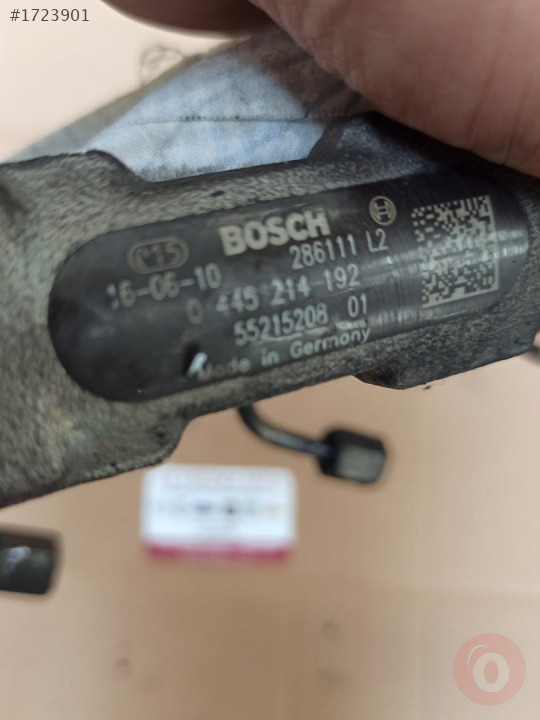 #1723901
C15
BOSCH
16-06-10
286111 L2
0 445 214 192
55215208 01
Made in Germany